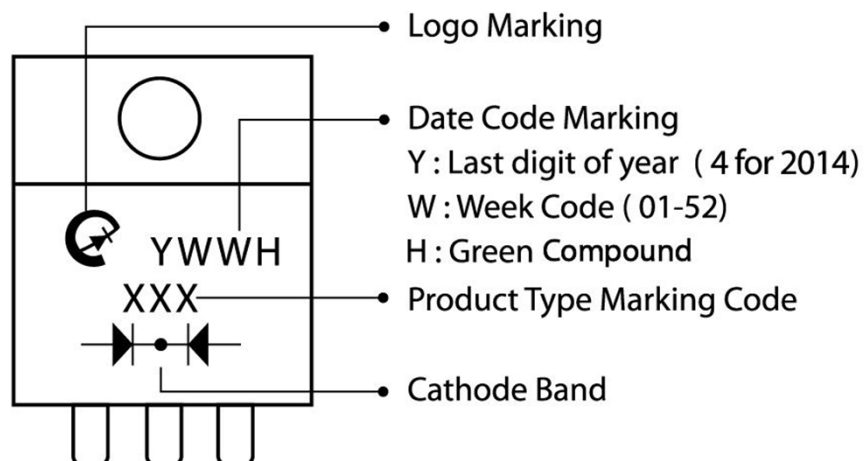 Logo Marking
Date Code Marking
Y : Last digit of year ( 4 for 2014)
W : Week Code ( 01-52)
H : Green Compound
YWWH
XXX
Product Type Marking Code
Cathode Band